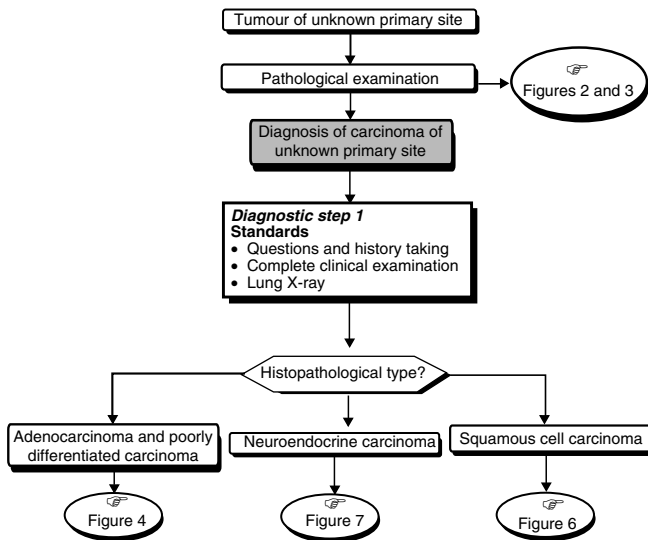 Tumour of unknown primary site
Pathological examination
☞
Figures 2 and 3
Diagnosis of carcinoma of
unknown primary site
Diagnostic step 1
Standards
• Questions and history taking
• Complete clinical examination
• Lung X-ray
Histopathological type?
Adenocarcinoma and poorly
differentiated carcinoma
Neuroendocrine carcinoma
Squamous cell carcinoma
☞
Figure 4
☞
Figure 7
☞
Figure 6